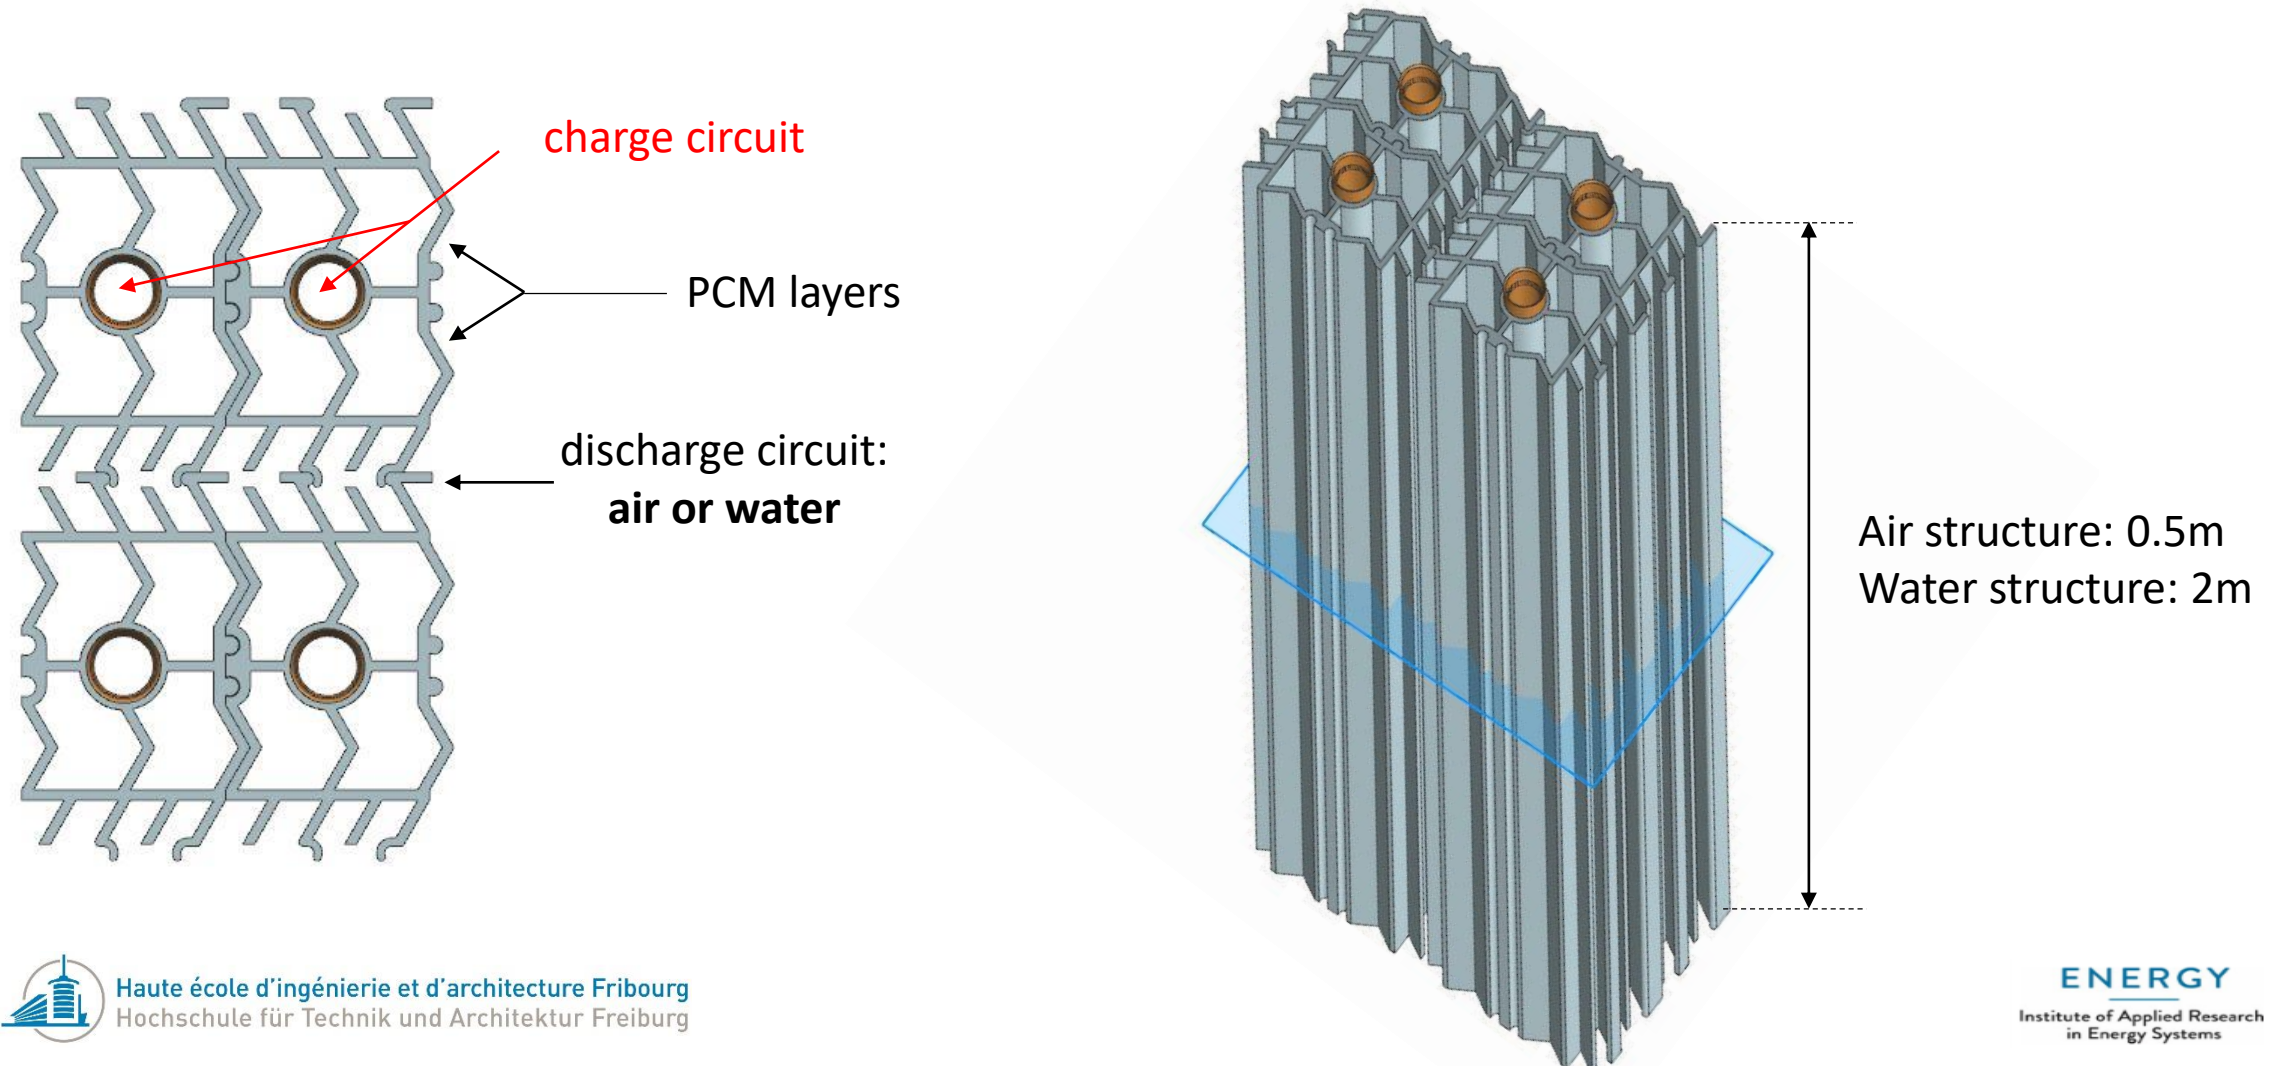 charge circuit
PCM layers
discharge circuit:
air or water
Air structure: 0.5m
Water structure: 2m
Haute école d'ingénierie et d'architecture Fribourg
Hochschule für Technik und Architektur Freiburg
ENERGY
Institute of Applied Research
in Energy Systems